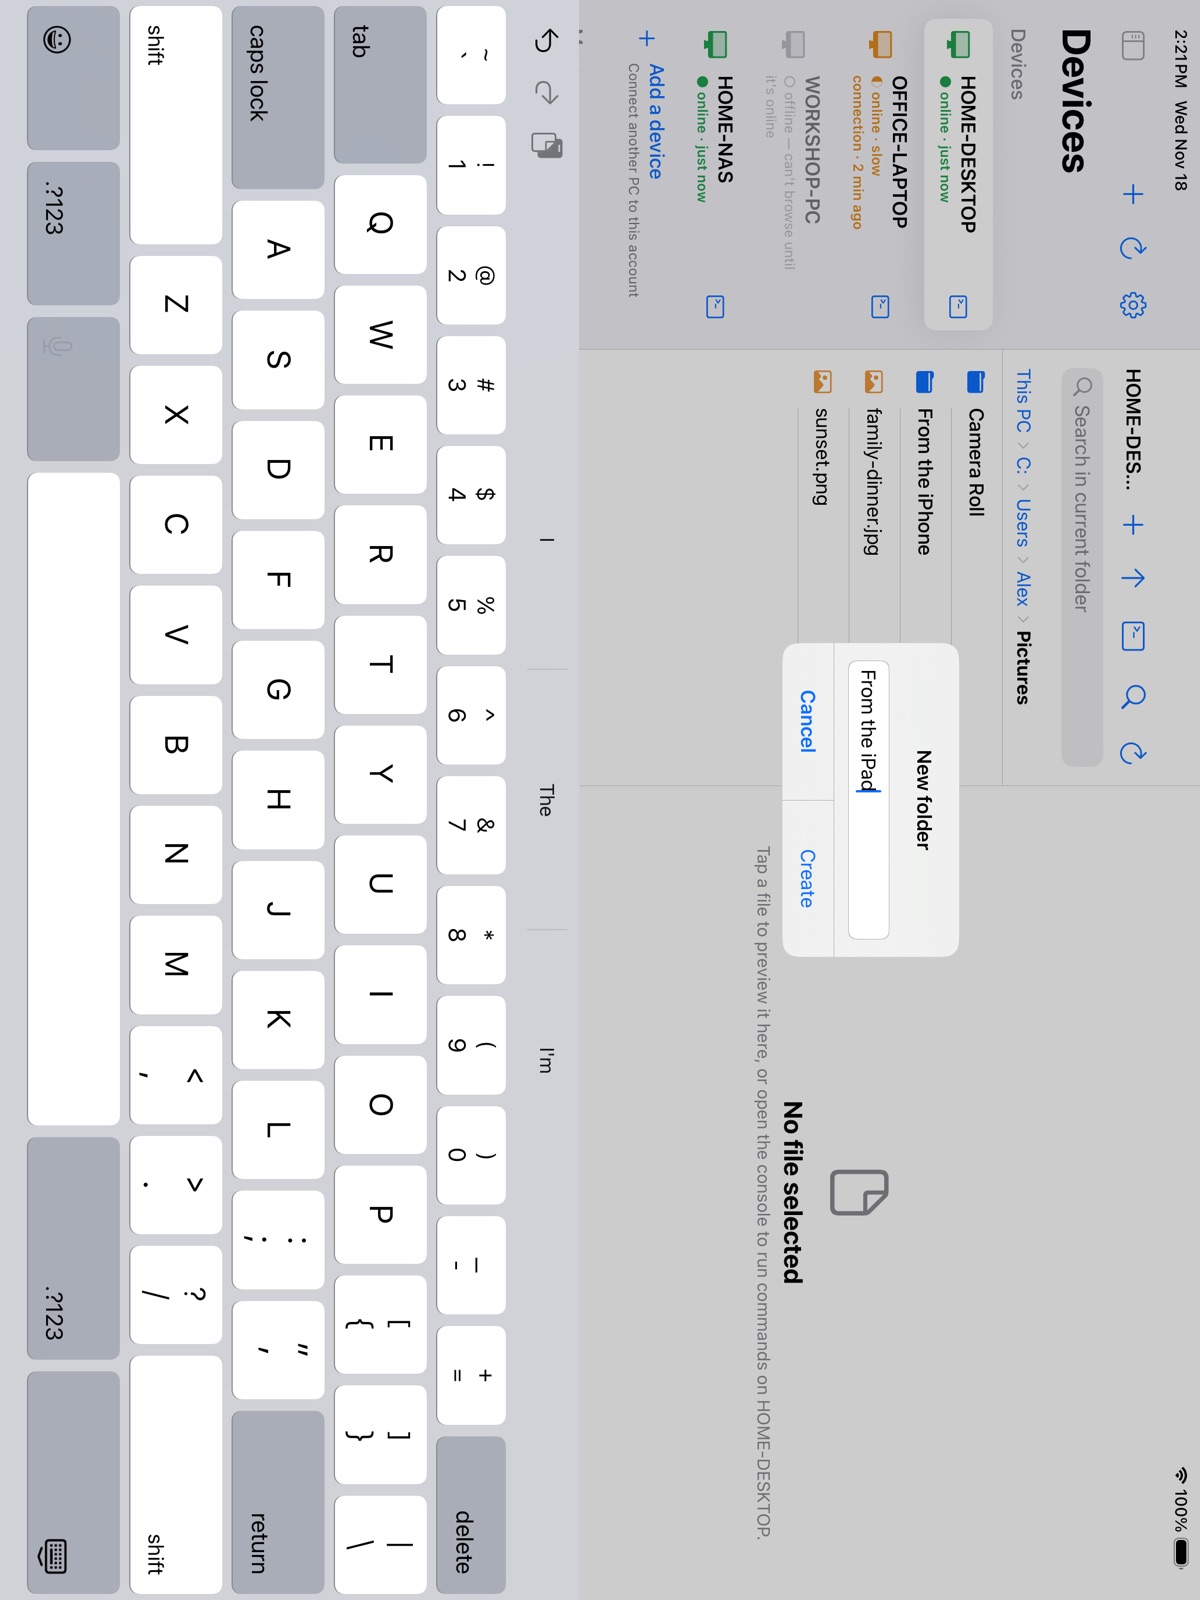 2:21 PM Wed Nov 18
100%
Devices
Devices
HOME-DESKTOP
online · just now
OFFICE-LAPTOP
online · slow
connection · 2 min ago
WORKSHOP-PC
offline — can't browse until
it's online
HOME-NAS
online · just now
Add a device
Connect another PC to this account
HOME-DES...
Search in current folder
This PC > C: > Users > Alex > Pictures
Camera Roll
From the iPhone
family-dinner.jpg
sunset.png
New folder
From the iPad
Cancel Create
No file selected
Tap a file to preview it here, or open the console to run commands on HOME-DESKTOP.
I The I'm
~ ! @ # $ % ^ & * ( ) _ +
` 1 2 3 4 5 6 7 8 9 0 - = delete
tab Q W E R T Y U I O P [ { ] } | \
caps lock A S D F G H J K L : ; " ' return
shift Z X C V B N M < , > . ? / shift
.?123 .?123